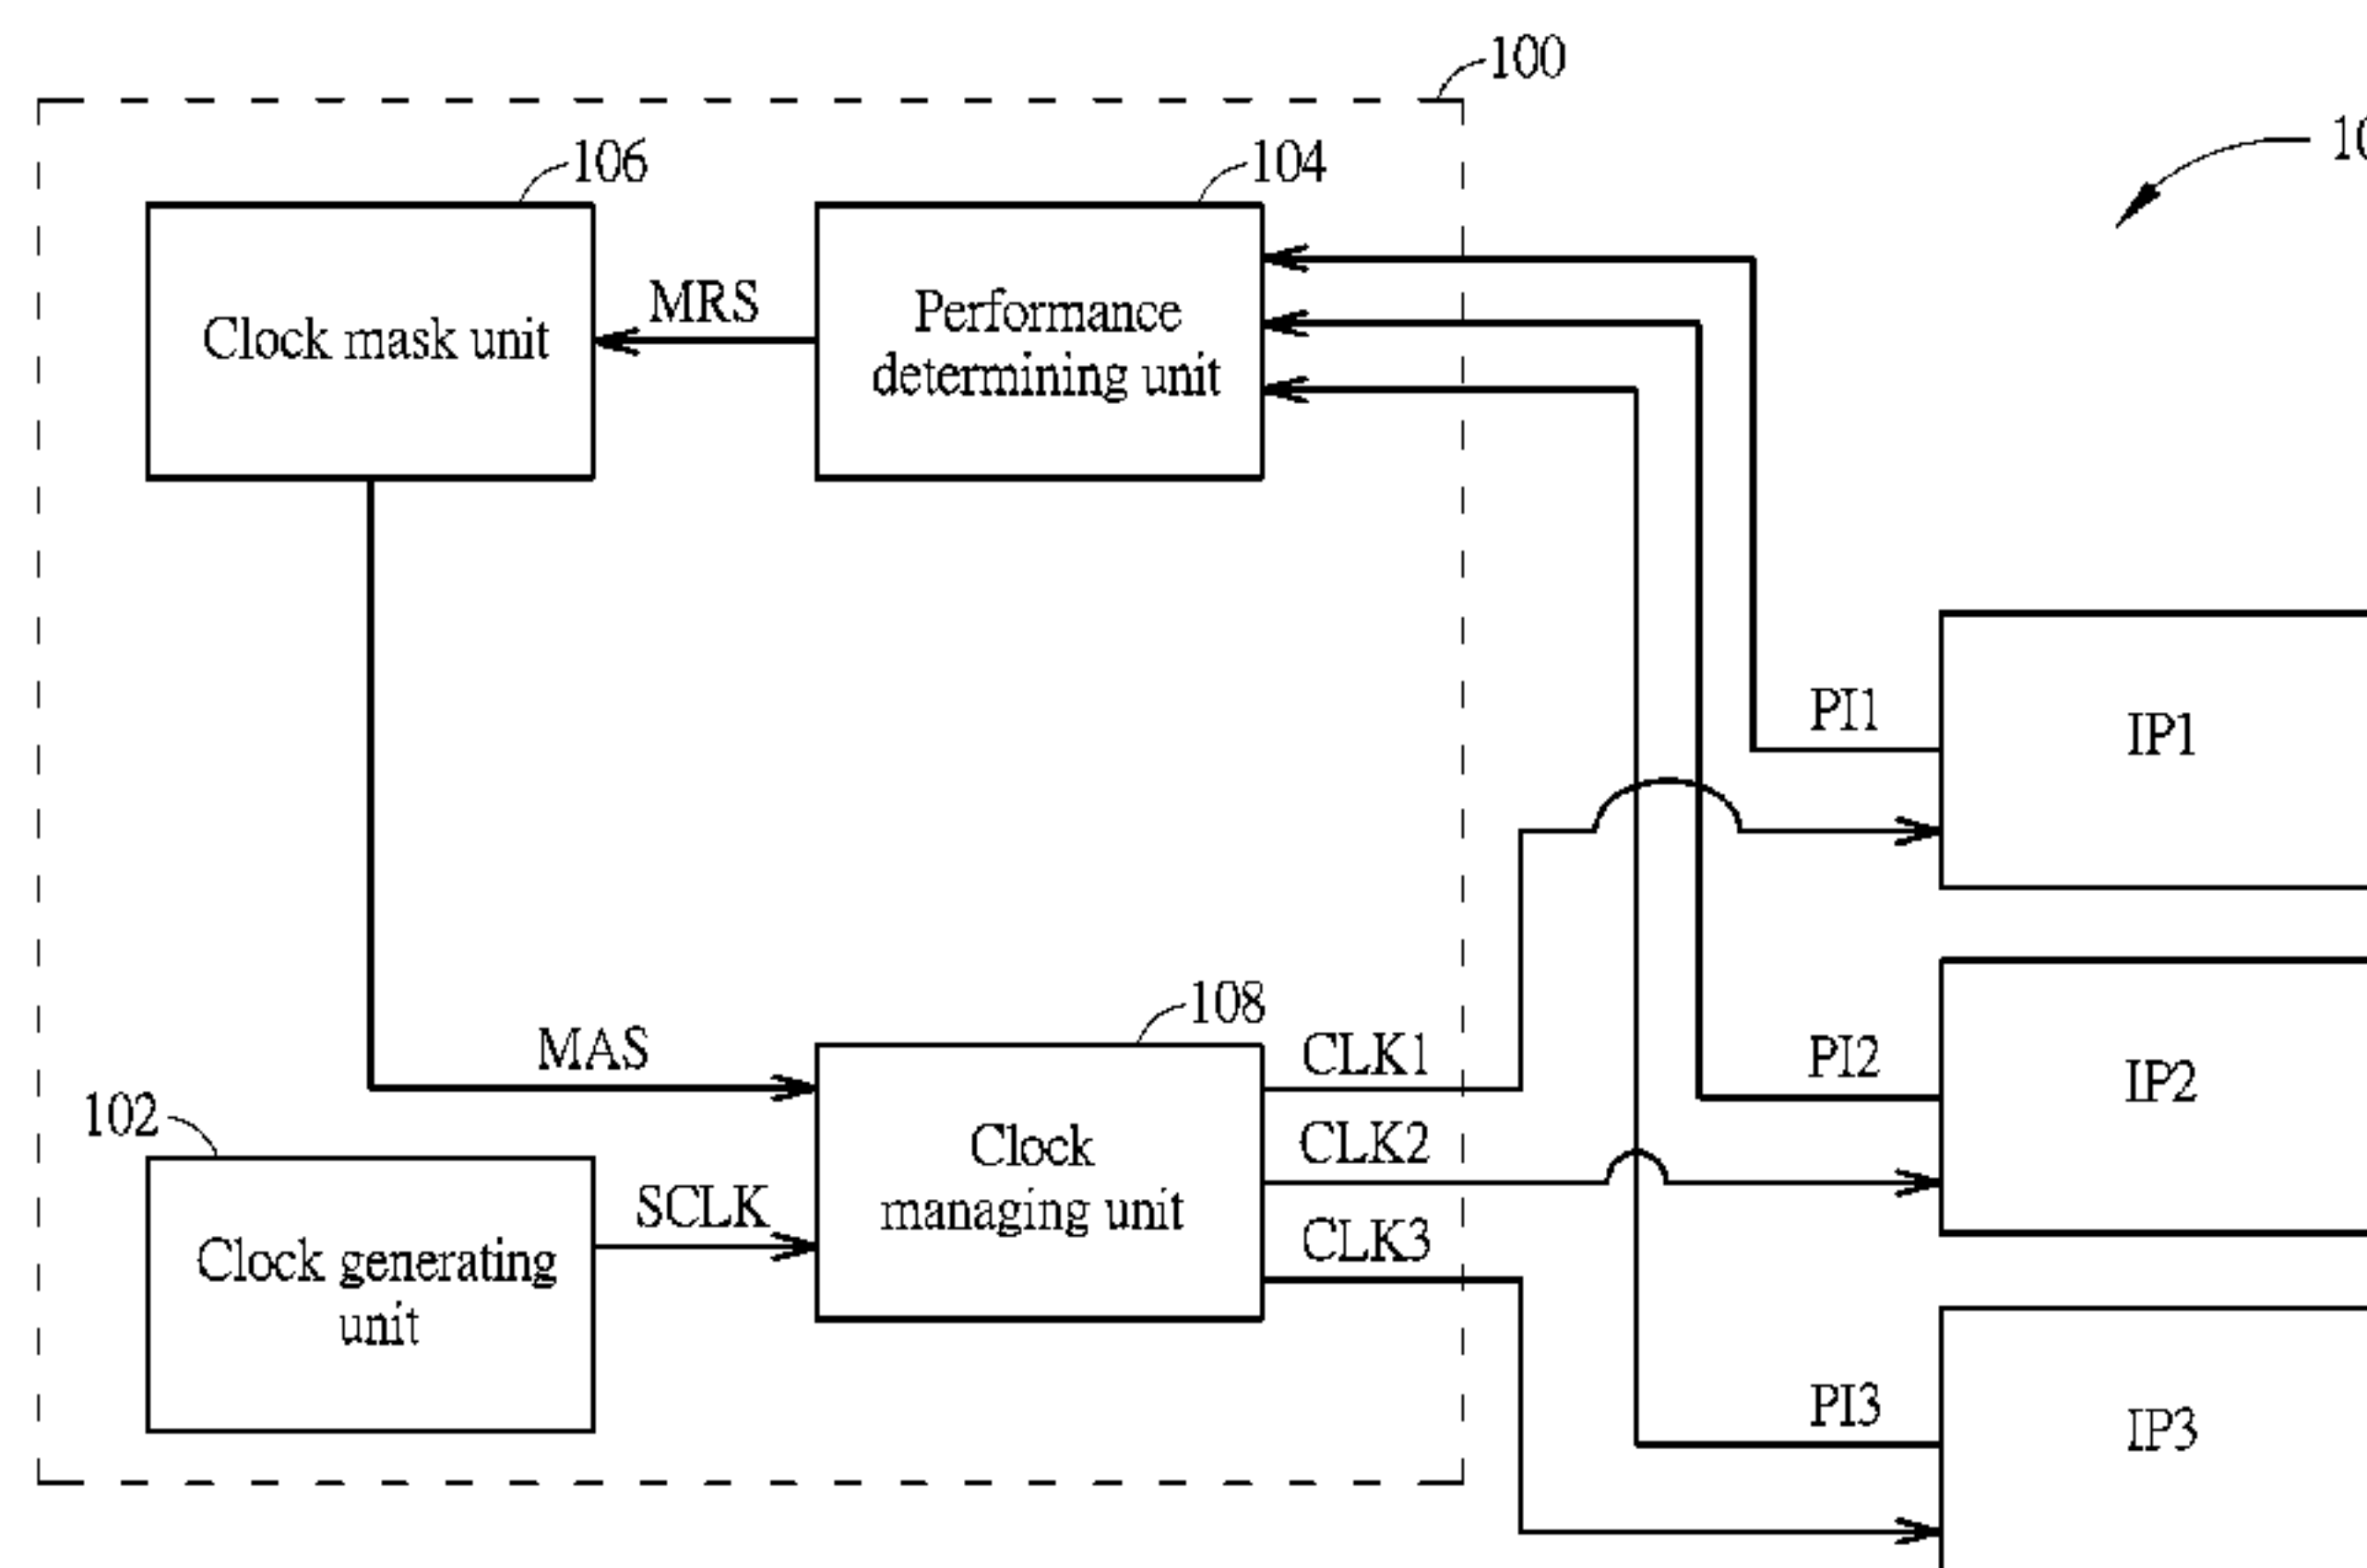 100
106
104
MRS
Clock mask unit
Performance
determining unit
PI1
IP1
108
MAS
CLK1
PI2
IP2
102
CLK2
Clock
managing unit
SCLK
CLK3
Clock generating
unit
PI3
IP3